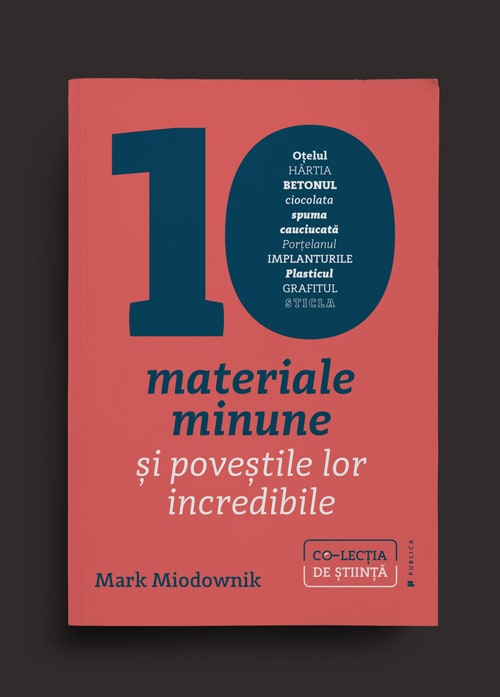 10
Oțelul
HÂRTIA
BETONUL
ciocolata
spuma
cauciucată
Porțelanul
IMPLANTURILE
Plasticul
GRAFITUL
STICLA
materiale
minune
și poveștile lor
incredibile
Mark Miodownik
CO-LECȚIA
DE ȘTIINȚĂ
PUBLICA